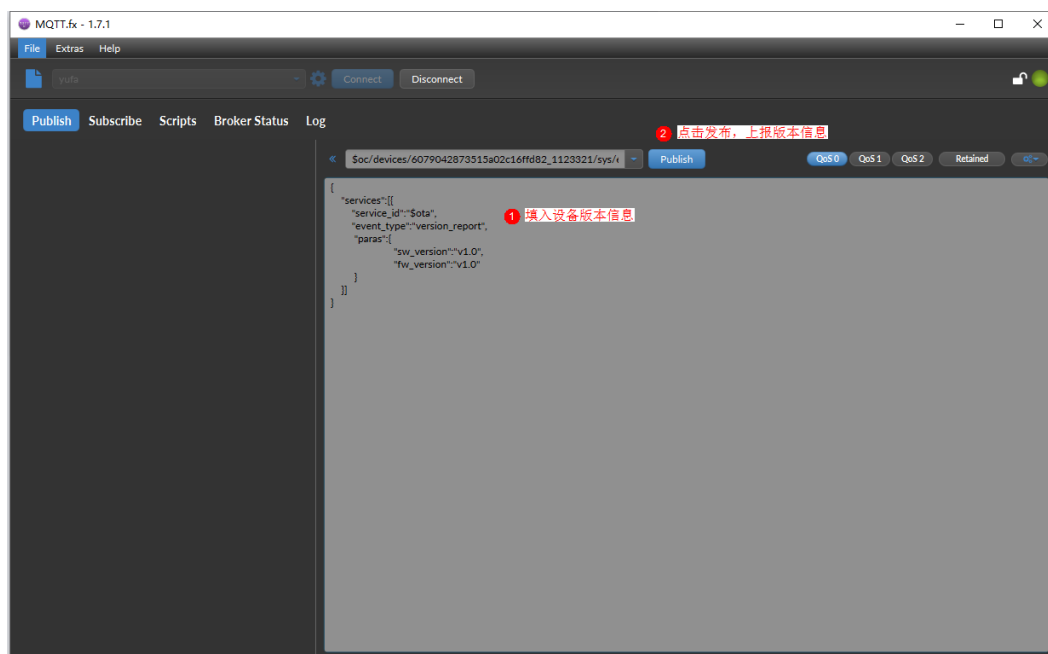 MQTT.fx - 1.7.1
File Extras Help
yufa Connect Disconnect
Publish Subscribe Scripts Broker Status Log
2 点击发布，上报版本信息
$oc/devices/6079042873515a02c16ffd82_1123321/sys/ Publish QoS 0 QoS 1 QoS 2 Retained
{
"services":[{
"service_id":"$ota",
1 填入设备版本信息
"event_type":"version_report",
"paras":{
"sw_version":"v1.0",
"fw_version":"v1.0"
}
}]
}